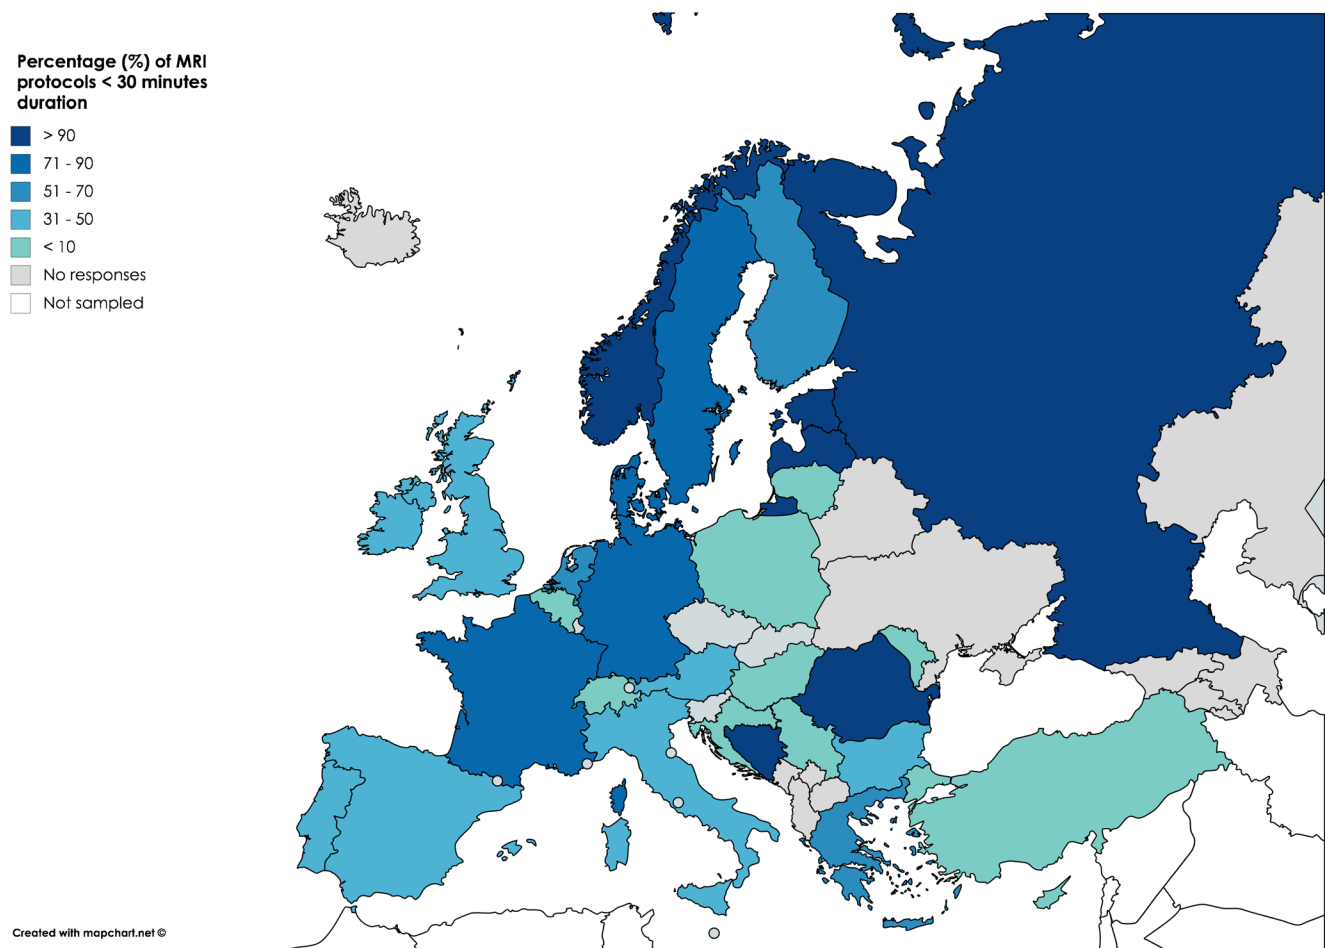 Percentage (%) of MRI
protocols < 30 minutes
duration
> 90
71 - 90
51 - 70
31 - 50
< 10
No responses
Not sampled
Created with mapchart.net ©